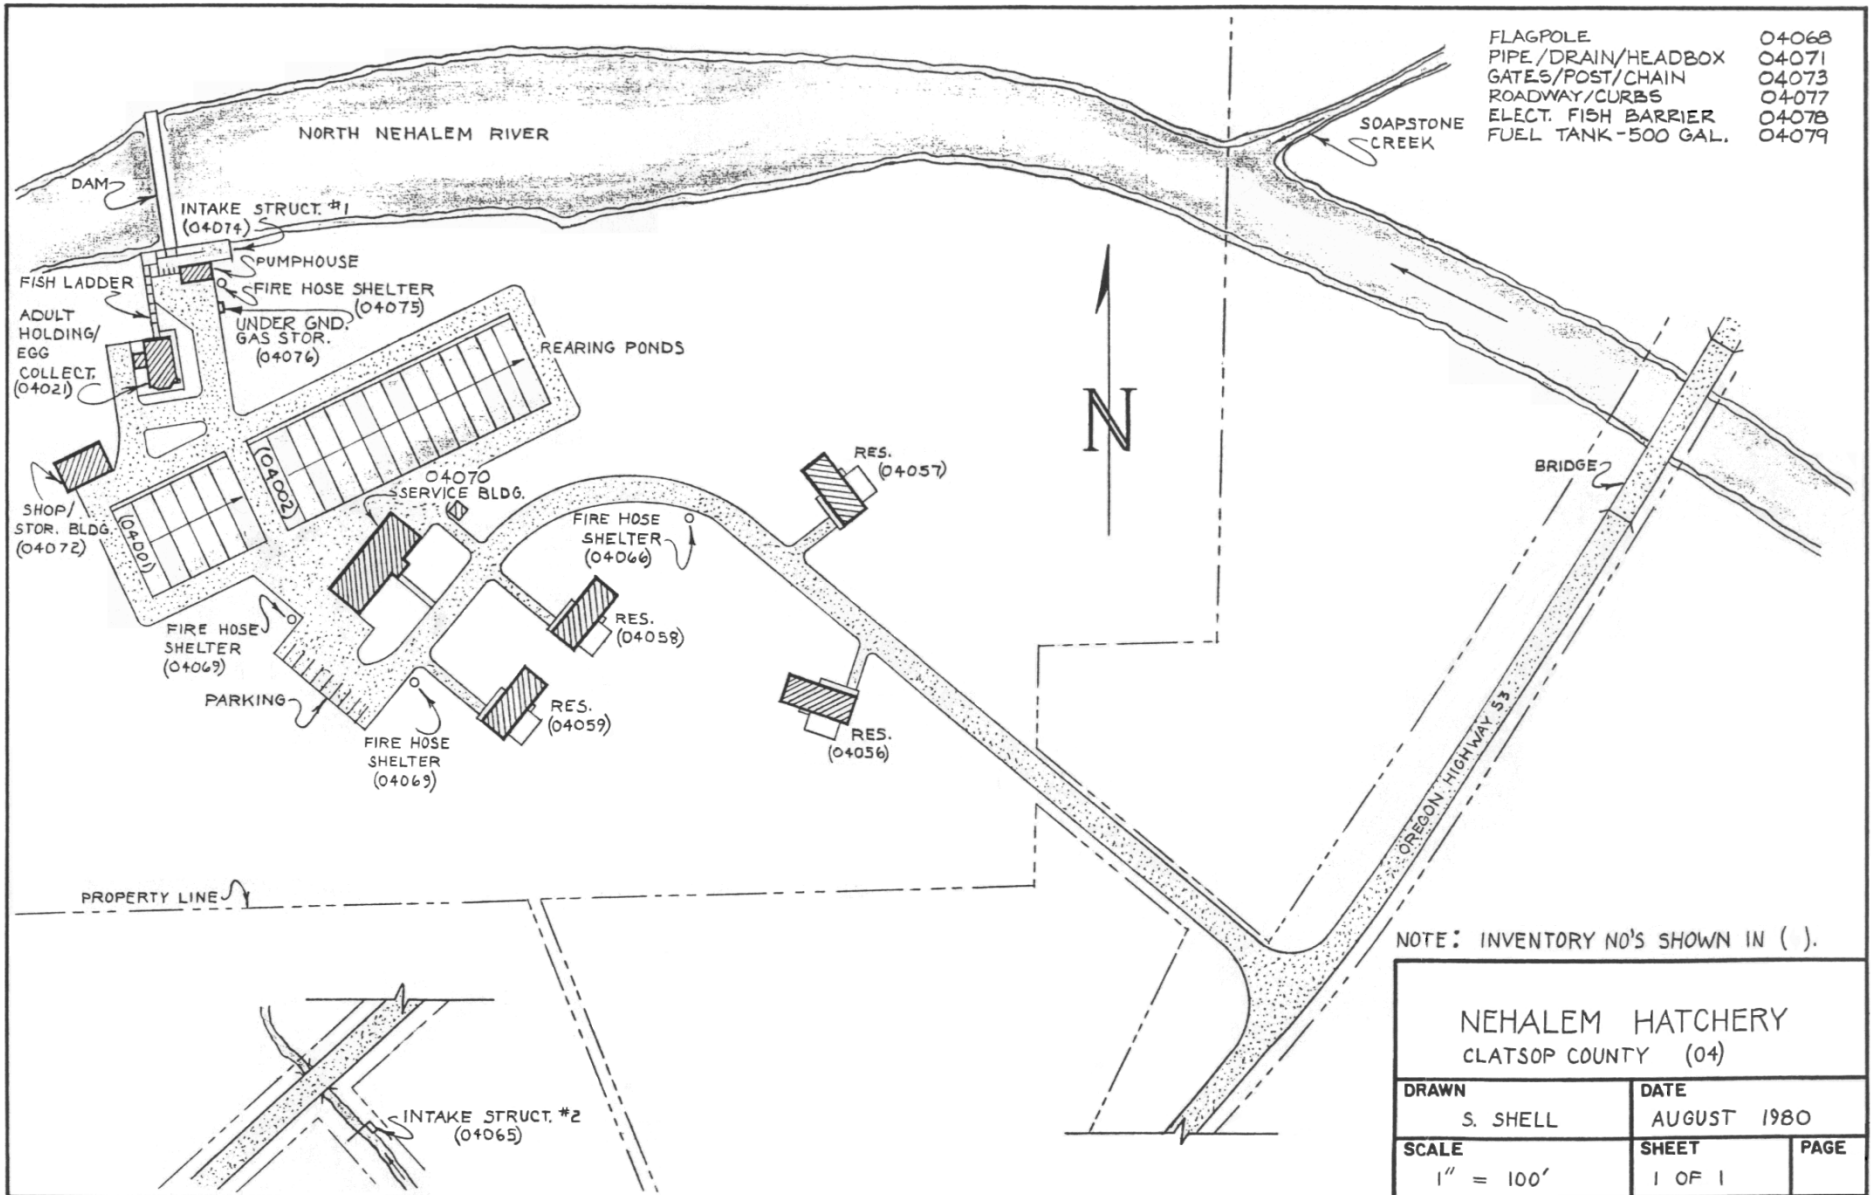 FLAGPOLE 04068
PIPE/DRAIN/HEADBOX 04071
GATES/POST/CHAIN 04073
ROADWAY/CURBS 04077
ELECT. FISH BARRIER 04078
FUEL TANK-500 GAL. 04079
NORTH NEHALEM RIVER
SOAPSTONE
CREEK
DAM
INTAKE STRUCT. #1
(04074)
PUMPHOUSE
FISH LADDER
FIRE HOSE SHELTER
(04075)
ADULT
HOLDING/
EGG
COLLECT.
(04021)
UNDER GND.
GAS STOR.
(04076)
REARING PONDS
N
(04002)
(04001)
04070
SERVICE BLDG.
RES.
(04057)
BRIDGE
SHOP/
STOR. BLDG.
(04072)
FIRE HOSE
SHELTER
(04066)
FIRE HOSE
SHELTER
(04069)
RES.
(04058)
PARKING
RES.
(04059)
RES.
(04056)
FIRE HOSE
SHELTER
(04069)
OREGON HIGHWAY 53
PROPERTY LINE
INTAKE STRUCT. #2
(04065)
NOTE: INVENTORY NO'S SHOWN IN ( ).
NEHALEM HATCHERY
CLATSOP COUNTY (04)
DRAWN
S. SHELL
DATE
AUGUST 1980
SCALE
1" = 100'
SHEET
1 OF 1
PAGE